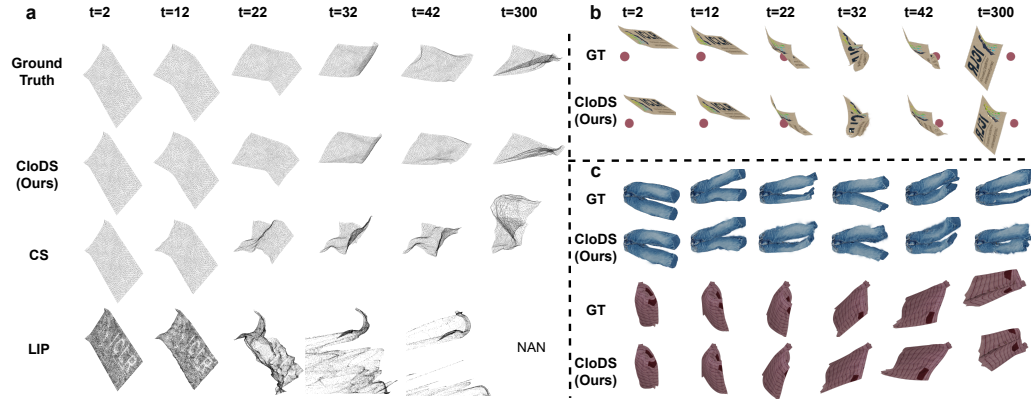 a t=2 t=12 t=22 t=32 t=42 t=300
Ground
Truth
CloDS
(Ours)
CS
LIP
NAN
b t=2 t=12 t=22 t=32 t=42 t=300
GT
CloDS
(Ours)
c
GT
CloDS
(Ours)
GT
CloDS
(Ours)